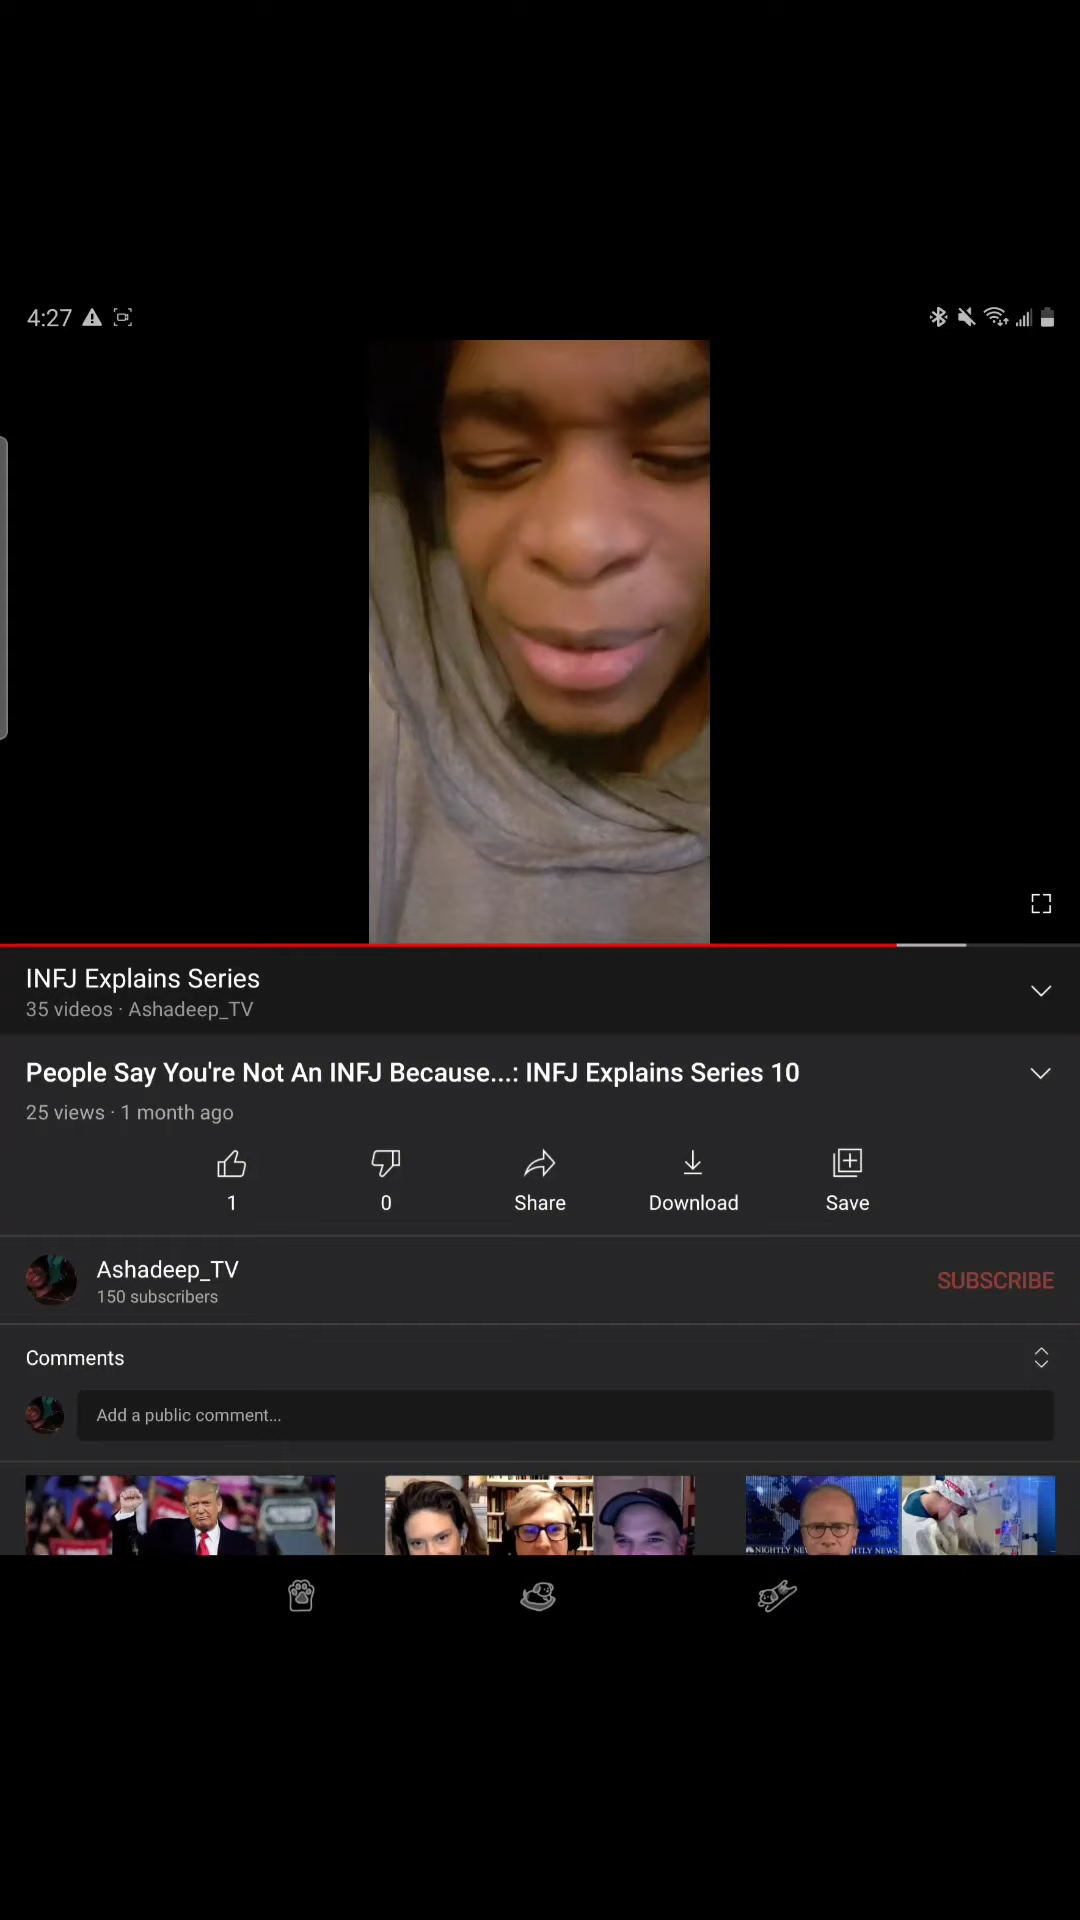 4:27
INFJ Explains Series
35 videos · Ashadeep_TV
People Say You're Not An INFJ Because...: INFJ Explains Series 10
25 views · 1 month ago
1
0
Share
Download
Save
Ashadeep_TV
150 subscribers
SUBSCRIBE
Comments
Add a public comment...
NIGHTLY NEWS